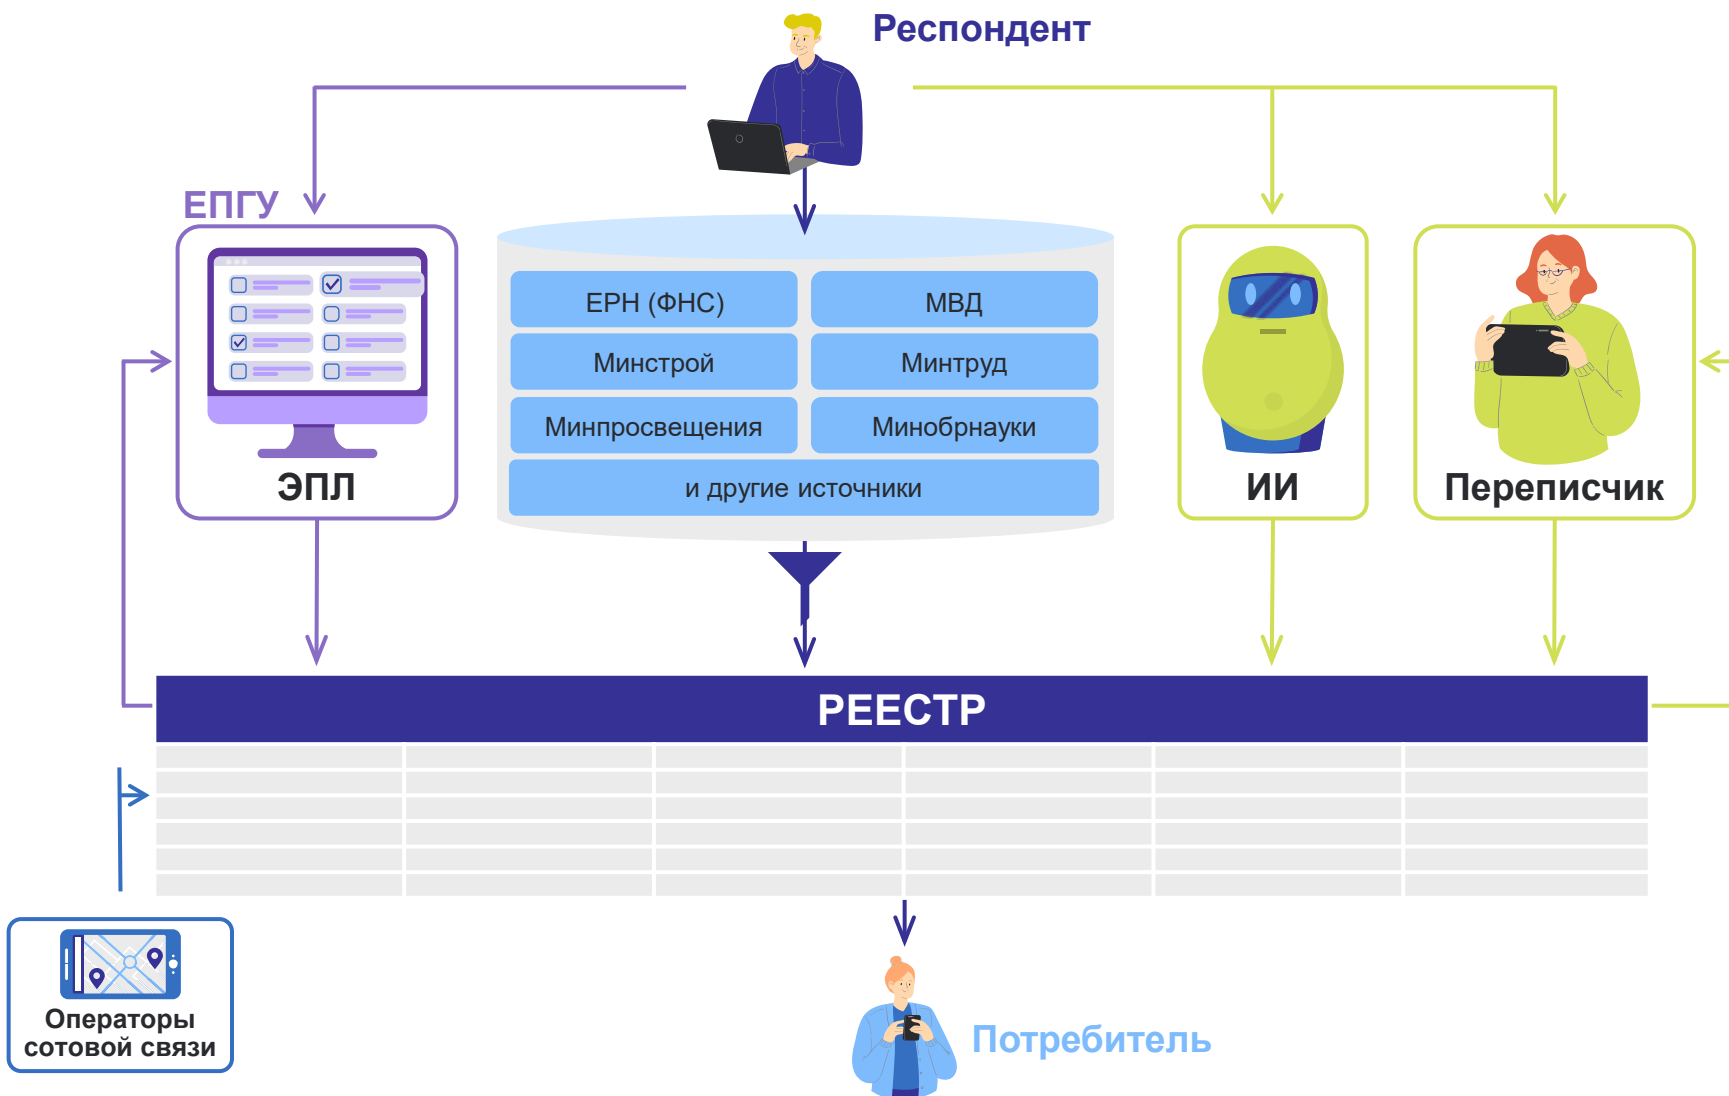 Респондент
ЕПГУ
ЭПЛ
ЕРН (ФНС)
МВД
Минстрой
Минтруд
Минпросвещения
Минобрнауки
и другие источники
ИИ
Переписчик
РЕЕСТР
Операторы
сотовой связи
Потребитель